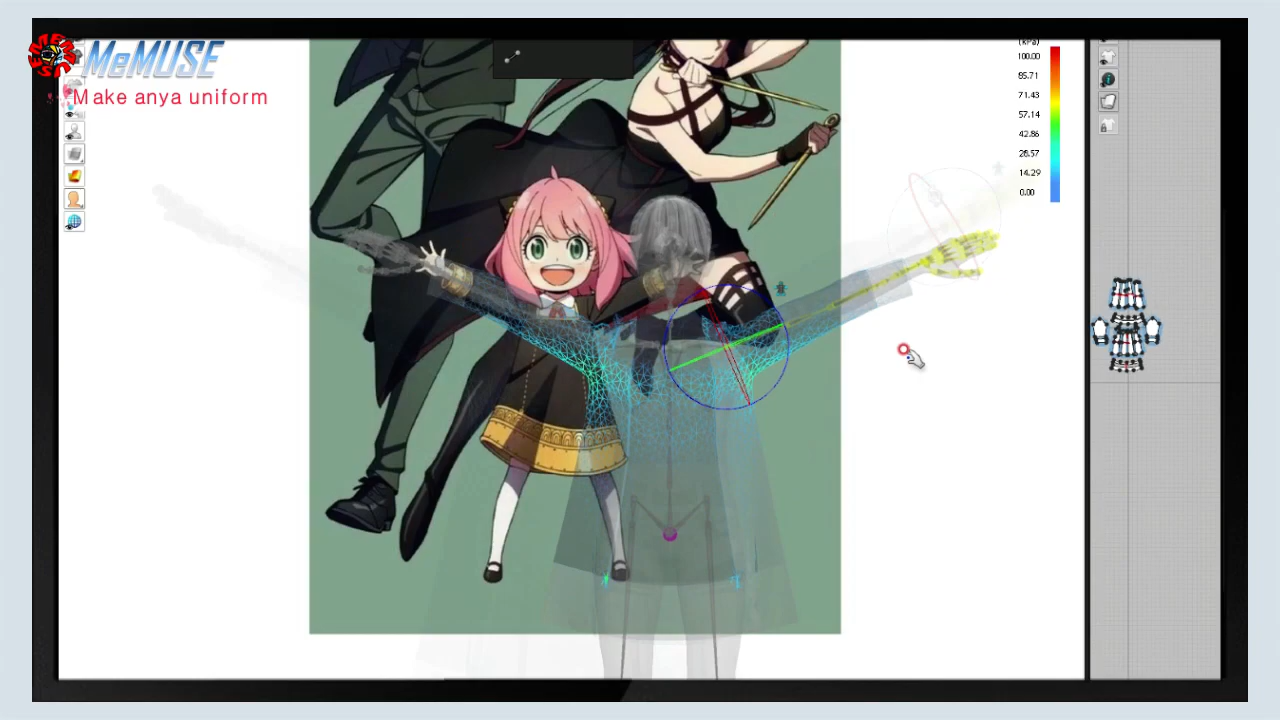 MeMUSE
Make anya uniform
(kPa)
100.00
85.71
71.43
57.14
42.86
28.57
14.29
0.00